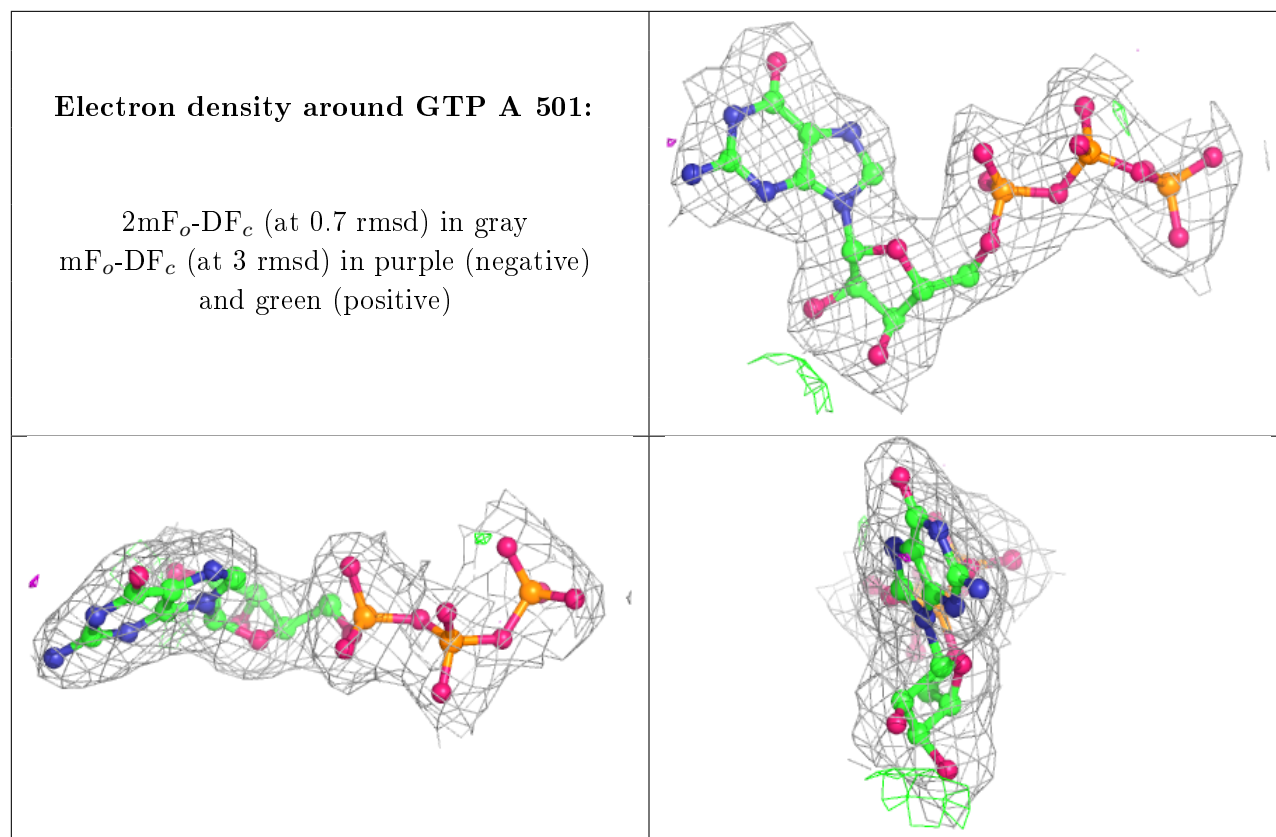 Electron density around GTP A 501:
2mFo-DFc (at 0.7 rmsd) in gray
mFo-DFc (at 3 rmsd) in purple (negative)
and green (positive)